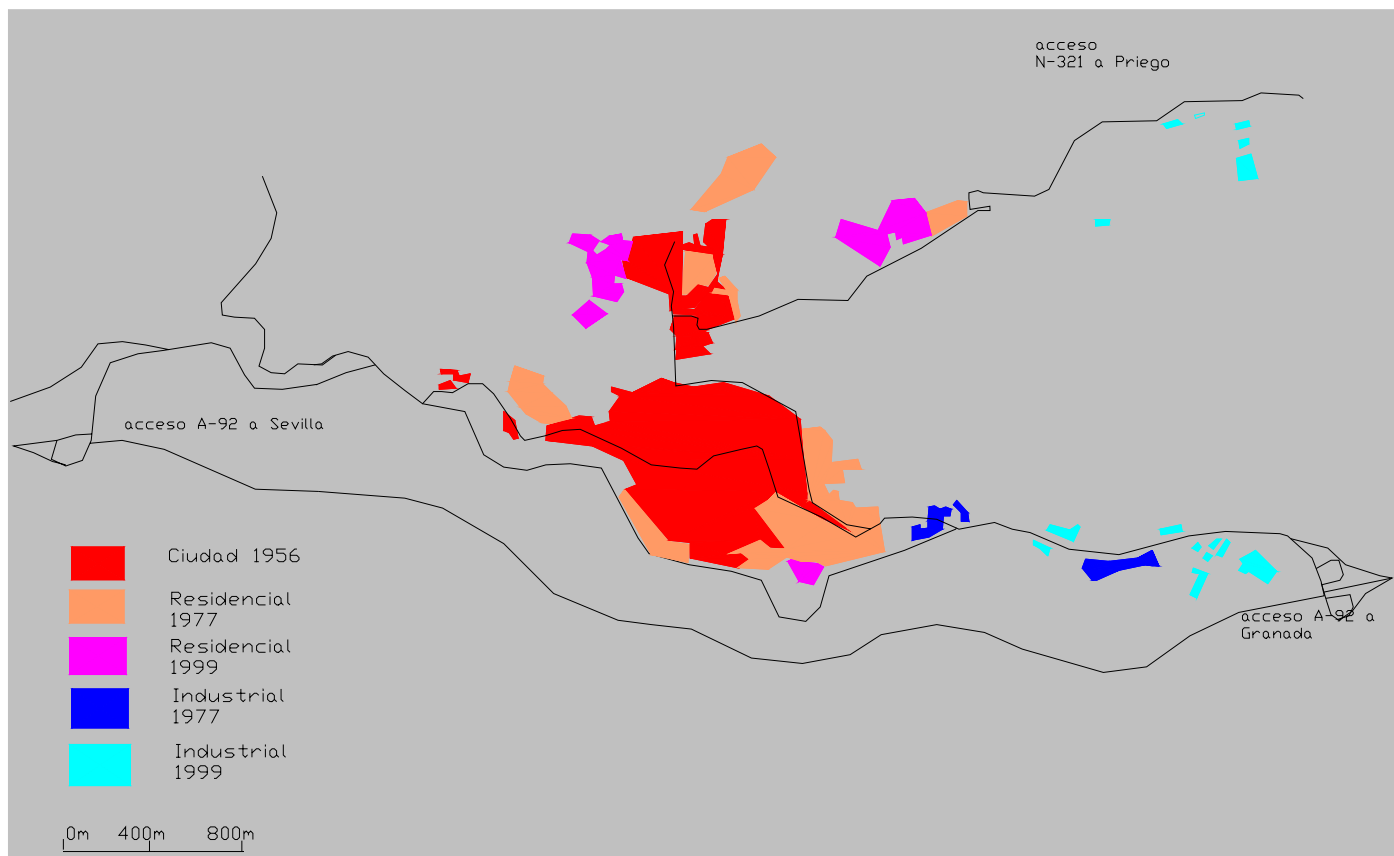 acceso
N-321 a Priego
acceso A-92 a Sevilla
Ciudad 1956
Residencial
1977
Residencial
1999
Industrial
1977
Industrial
1999
acceso A-92 a
Granada
0m 400m 800m